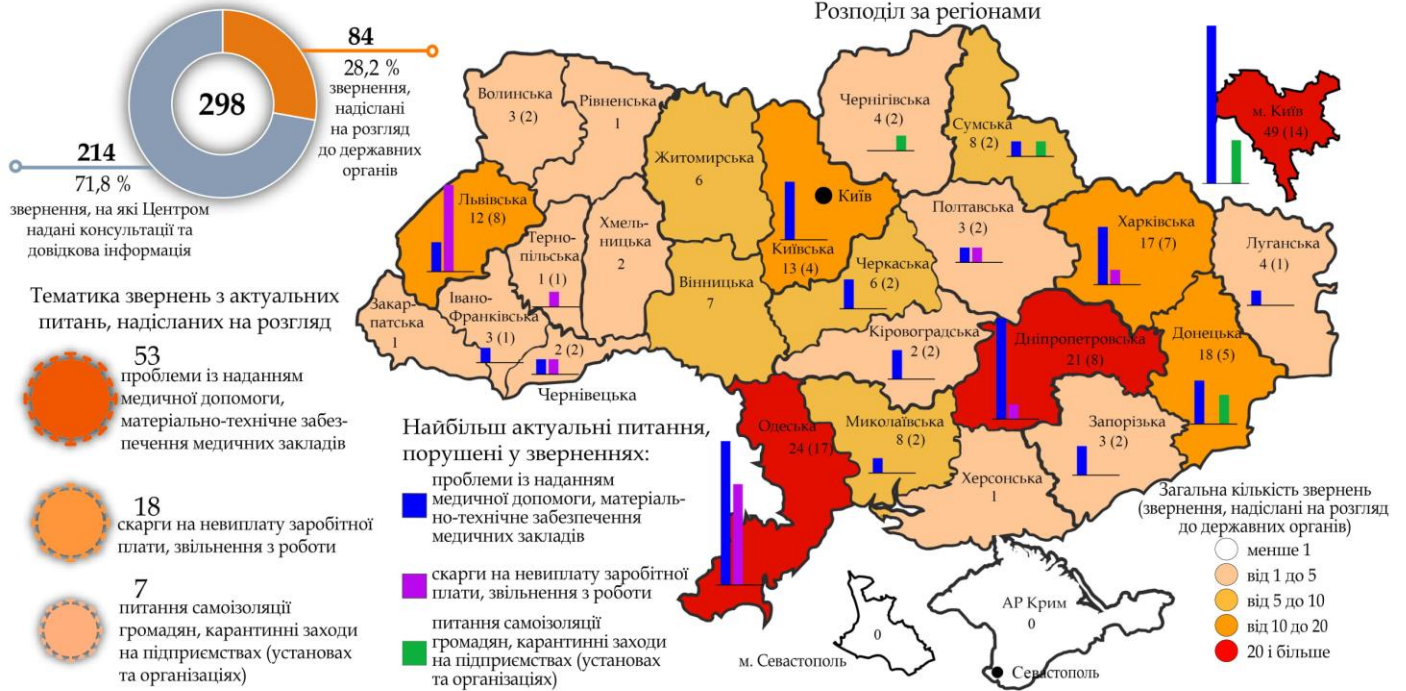 Розподіл за регіонами
298
84
28,2 %
звернення,
надіслані
на розгляд
до державних
органів
214
71,8 %
звернення, на які Центром
надані консультації та
довідкова інформація
Тематика звернень з актуальних
питань, надісланих на розгляд
53
проблеми із наданням
медичної допомоги,
матеріально-технічне забез-
печення медичних закладів
18
скарги на невиплату заробітної
плати, звільнення з роботи
7
питання самоізоляції
громадян, карантинні заходи
на підприємствах (установах
та організаціях)
Волинська
3 (2)
Рівненська
1
Житомирська
6
Київ
Київська
13 (4)
Чернігівська
4 (2)
Сумська
8 (2)
м. Київ
49 (14)
Львівська
12 (8)
Терно-
пільська
1 (1)
Хмель-
ницька
2
Вінницька
7
Черкаська
6 (2)
Полтавська
3 (2)
Харківська
17 (7)
Луганська
4 (1)
Закар-
патська
1
Івано-
Франківська
3 (1)
2 (2)
Чернівецька
Кіровоградська
2 (2)
Дніпропетровська
21 (8)
Донецька
18 (5)
Одеська
24 (17)
Миколаївська
8 (2)
Херсонська
1
Запорізька
3 (2)
АР Крим
0
Севастополь
0
м. Севастополь
Найбільш актуальні питання,
порушені у зверненнях:
проблеми із наданням
медичної допомоги, матеріаль-
но-технічне забезпечення
медичних закладів
скарги на невиплату заробітної
плати, звільнення з роботи
питання самоізоляції
громадян, карантинні заходи
на підприємствах (установах
та організаціях)
Загальна кількість звернень
(звернення, надіслані на розгляд
до державних органів)
менше 1
від 1 до 5
від 5 до 10
від 10 до 20
20 і більше